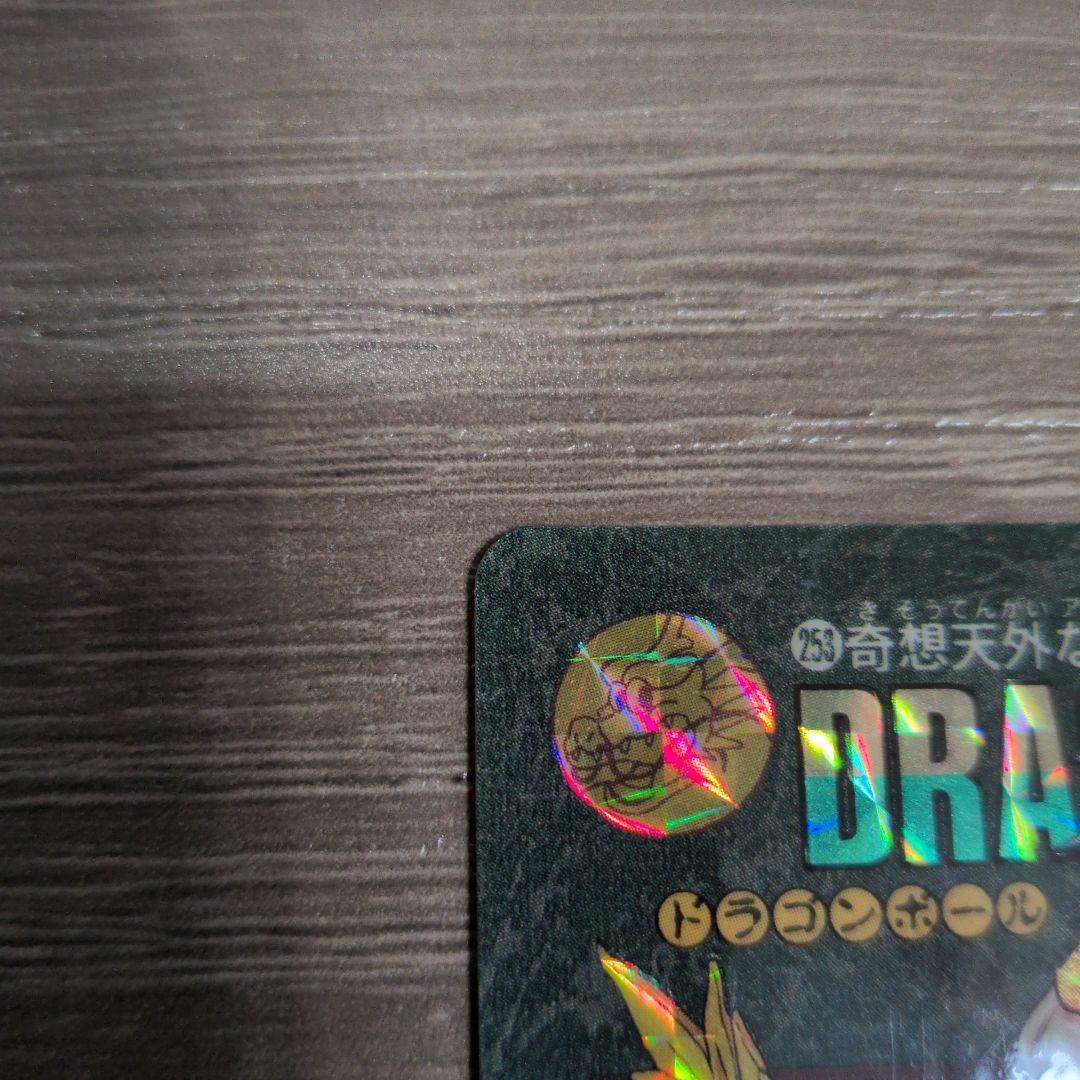 きそうてんがいア
253奇想天外な
DRA
ドラゴンボール